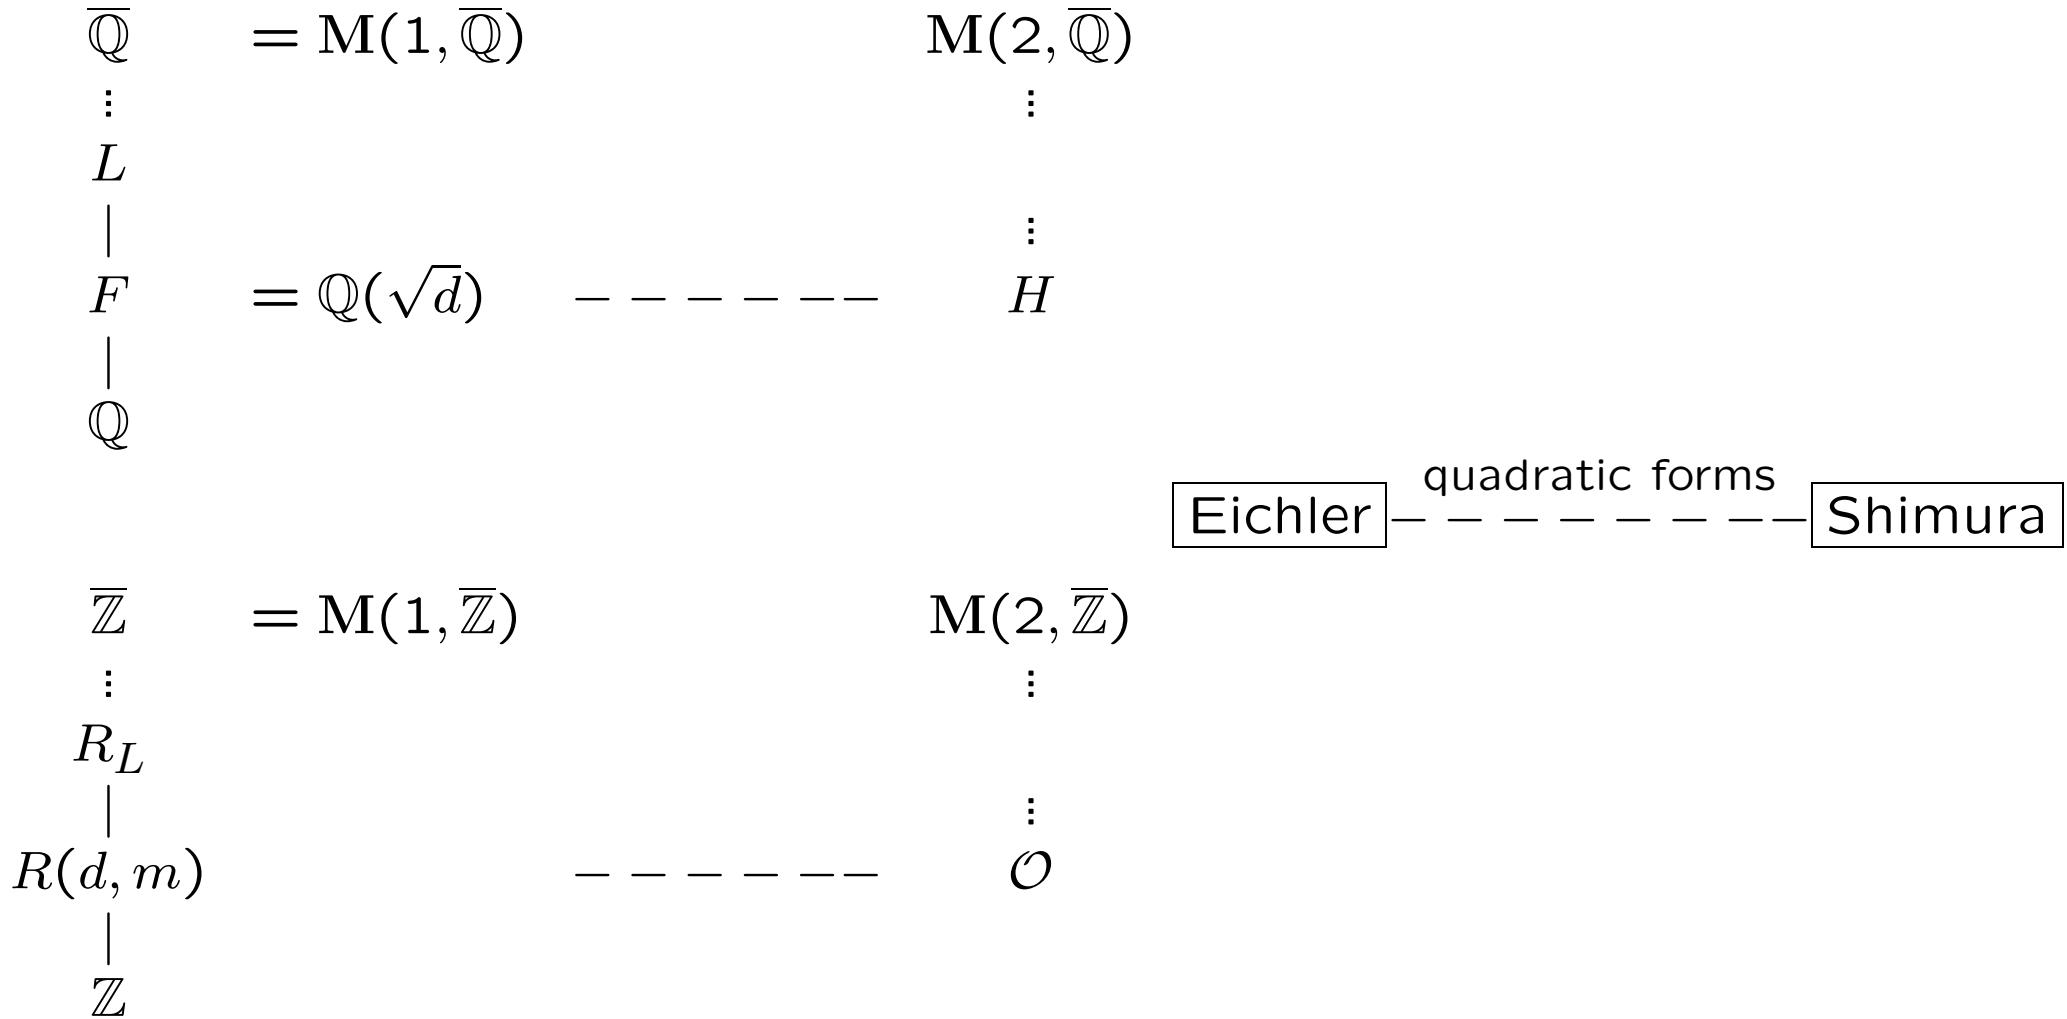 ℚ̅ = M(1, ℚ̅) M(2, ℚ̅)
⋮ ⋮
L
⋮
F = ℚ(√d) – – – – – – H
ℚ
quadratic forms
Eichler – – – – – – – – Shimura
ℤ̅ = M(1, ℤ̅) M(2, ℤ̅)
⋮ ⋮
R_L
⋮
R(d, m) – – – – – – 𝒪
ℤ